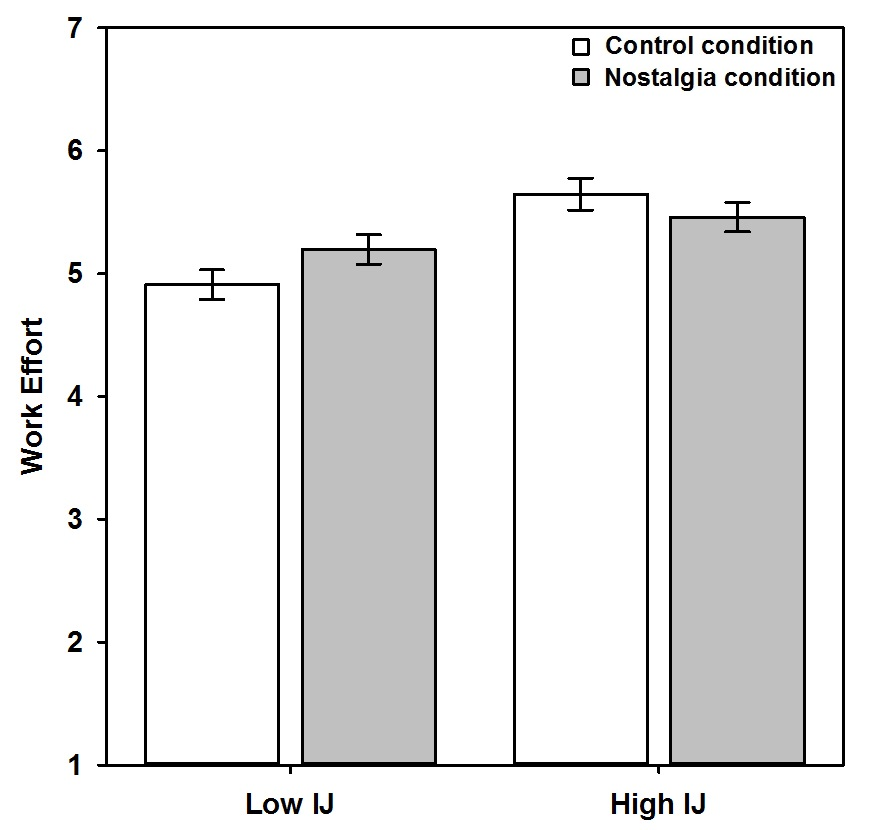 7
Control condition
Nostalgia condition
6
5
4
3
2
1
Work Effort
Low IJ
High IJ